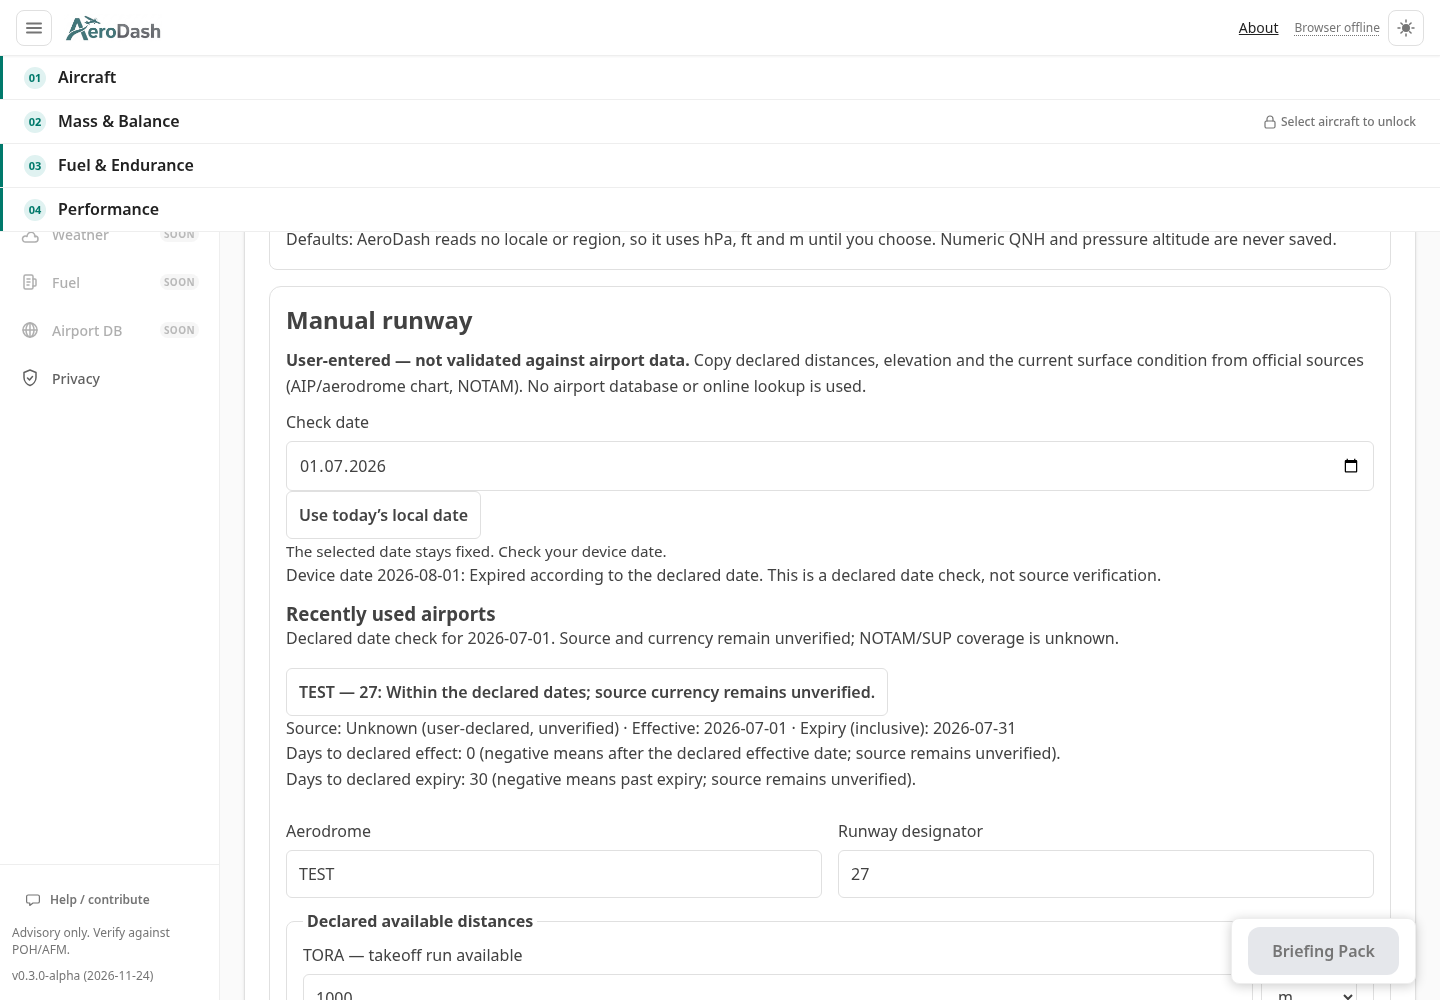 AeroDash
About
Browser offline
01 Aircraft
02 Mass & Balance
Select aircraft to unlock
03 Fuel & Endurance
04 Performance
Weather SOON
Fuel SOON
Airport DB SOON
Privacy
Defaults: AeroDash reads no locale or region, so it uses hPa, ft and m until you choose. Numeric QNH and pressure altitude are never saved.
Manual runway
User-entered — not validated against airport data. Copy declared distances, elevation and the current surface condition from official sources
(AIP/aerodrome chart, NOTAM). No airport database or online lookup is used.
Check date
01.07.2026
Use today’s local date
The selected date stays fixed. Check your device date.
Device date 2026-08-01: Expired according to the declared date. This is a declared date check, not source verification.
Recently used airports
Declared date check for 2026-07-01. Source and currency remain unverified; NOTAM/SUP coverage is unknown.
TEST — 27: Within the declared dates; source currency remains unverified.
Source: Unknown (user-declared, unverified) · Effective: 2026-07-01 · Expiry (inclusive): 2026-07-31
Days to declared effect: 0 (negative means after the declared effective date; source remains unverified).
Days to declared expiry: 30 (negative means past expiry; source remains unverified).
Aerodrome
Runway designator
TEST
27
Declared available distances
TORA — takeoff run available
1000
m
Briefing Pack
Help / contribute
Advisory only. Verify against
POH/AFM.
v0.3.0-alpha (2026-11-24)